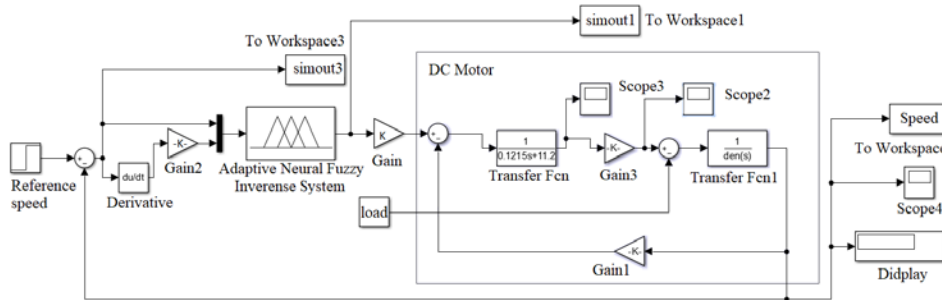 simout1
To Workspace1
To Workspace3
simout3
DC Motor
Scope3
Scope2
Speed
To Workspace
Scope4
Didplay
Reference
speed
+
-
du/dt
Derivative
-K-
Gain2
Adaptive Neural Fuzzy
Inverense System
K
Gain
+
-
1
0.1215s+11.2
Transfer Fcn
-K-
Gain3
+
-
1
den(s)
Transfer Fcn1
load
-K-
Gain1